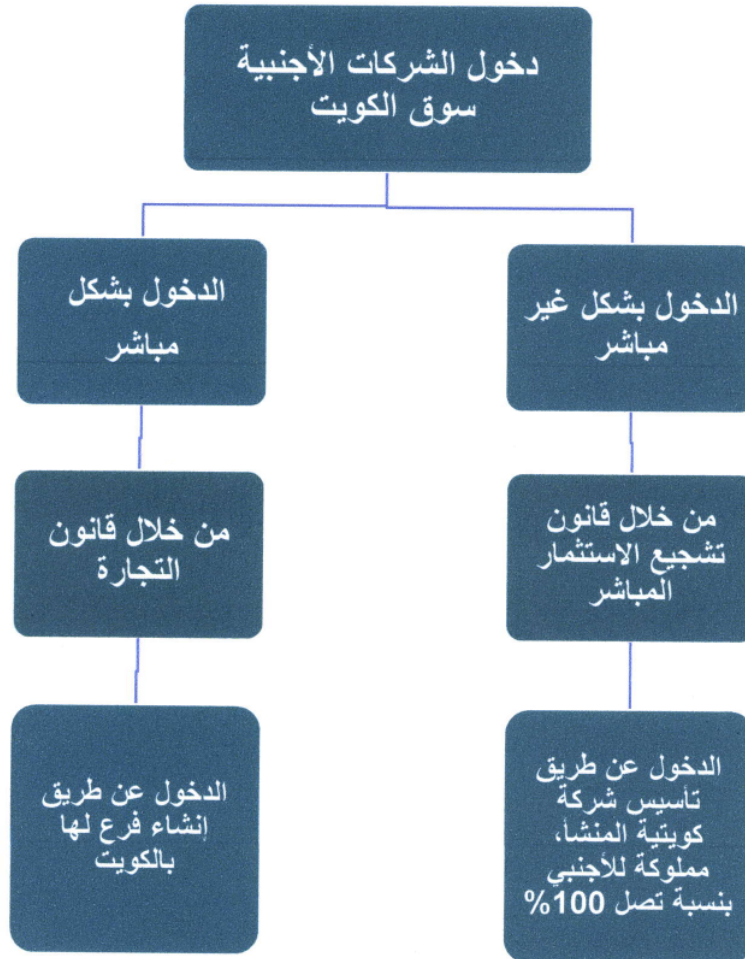 دخول الشركات الأجنبية
سوق الكويت
الدخول بشكل غير
مباشر
الدخول بشكل
مباشر
من خلال قانون
تشجيع الاستثمار
المباشر
من خلال قانون
التجارة
الدخول عن طريق
تأسيس شركة
كويتية المنشأ،
مملوكة للأجنبي
بنسبة تصل 100%
الدخول عن طريق
إنشاء فرع لها
بالكويت